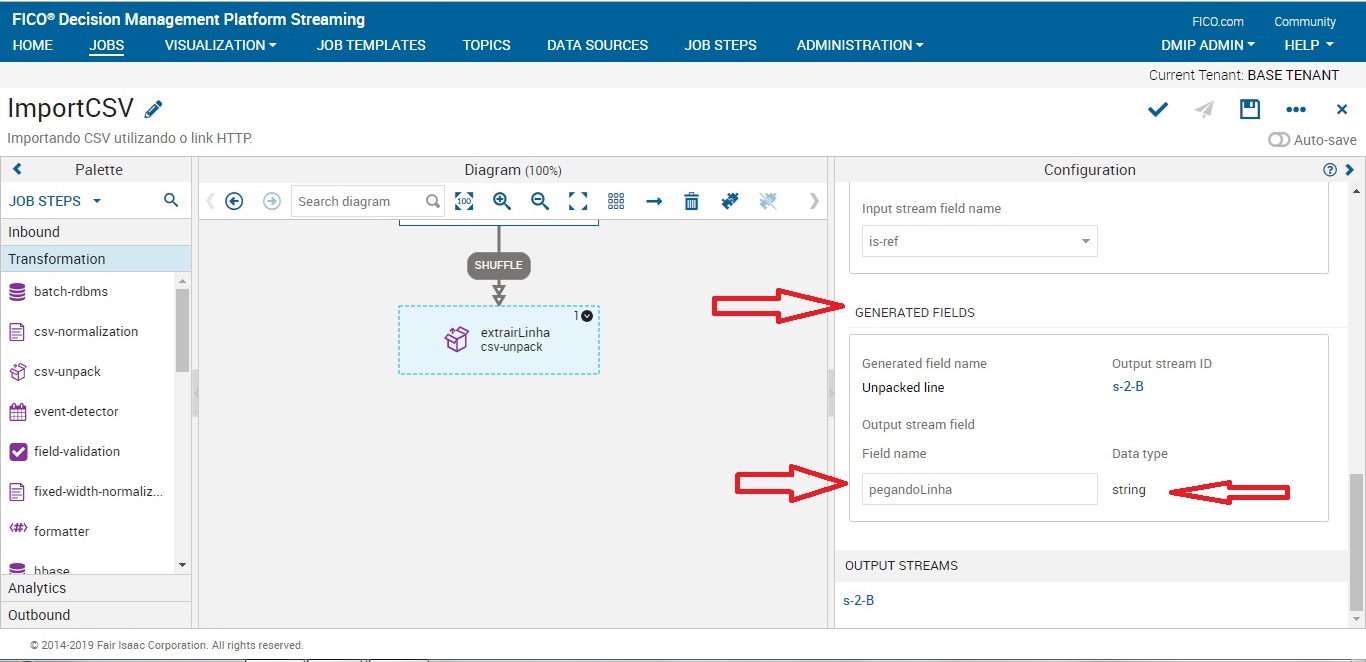 FICO® Decision Management Platform Streaming
FICO.com Community
HOME JOBS VISUALIZATION JOB TEMPLATES TOPICS DATA SOURCES JOB STEPS ADMINISTRATION DMIP ADMIN HELP
Current Tenant: BASE TENANT
ImportCSV
Importando CSV utilizando o link HTTP.
Auto-save
Palette
JOB STEPS
Inbound
Transformation
batch-rdbms
csv-normalization
csv-unpack
event-detector
field-validation
fixed-width-normaliz...
formatter
hbase
Analytics
Outbound
Diagram (100%)
Search diagram
100
SHUFFLE
1
extrairLinha
csv-unpack
Configuration
Input stream field name
is-ref
GENERATED FIELDS
Generated field name Output stream ID
Unpacked line s-2-B
Output stream field
Field name Data type
pegandoLinha string
OUTPUT STREAMS
s-2-B
© 2014-2019 Fair Isaac Corporation. All rights reserved.